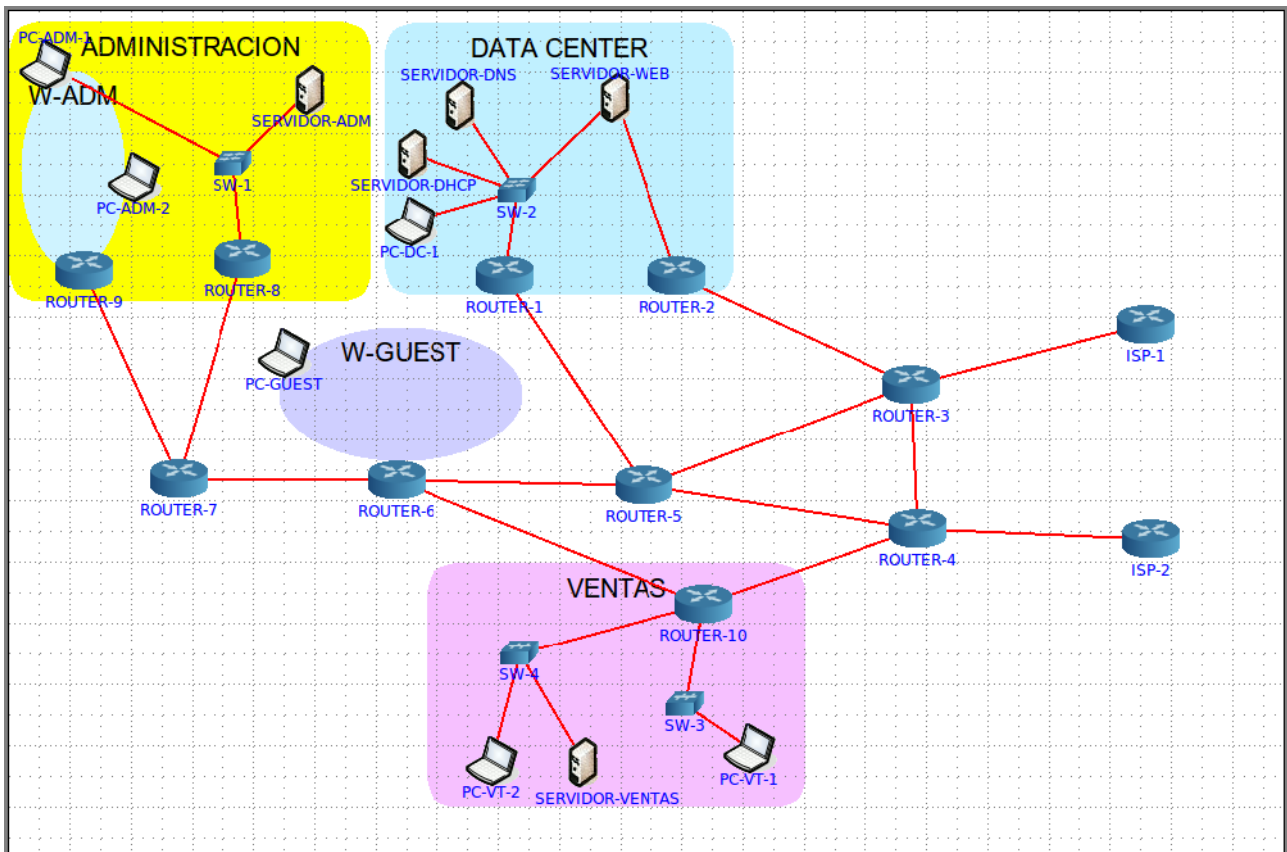 PC-ADM-1
ADMINISTRACION
W-ADM
SERVIDOR-ADM
SW-1
PC-ADM-2
ROUTER-9
ROUTER-8
DATA CENTER
SERVIDOR-DNS
SERVIDOR-WEB
SERVIDOR-DHCP
SW-2
PC-DC-1
ROUTER-1
ROUTER-2
W-GUEST
PC-GUEST
ISP-1
ROUTER-3
ROUTER-7
ROUTER-6
ROUTER-5
ROUTER-4
ISP-2
VENTAS
ROUTER-10
SW-4
SW-3
PC-VT-2
SERVIDOR-VENTAS
PC-VT-1